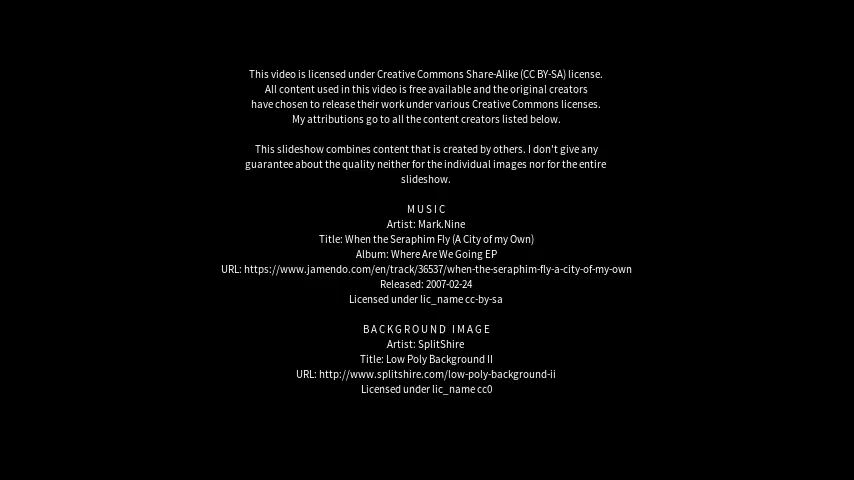 This video is licensed under Creative Commons Share-Alike (CC BY-SA) license.
All content used in this video is free available and the original creators
have chosen to release their work under various Creative Commons licenses.
My attributions go to all the content creators listed below.
This slideshow combines content that is created by others. I don't give any
guarantee about the quality neither for the individual images nor for the entire
slideshow.
MUSIC
Artist: Mark.Nine
Title: When the Seraphim Fly (A City of my Own)
Album: Where Are We Going EP
URL: https://www.jamendo.com/en/track/36537/when-the-seraphim-fly-a-city-of-my-own
Released: 2007-02-24
Licensed under lic_name cc-by-sa
BACKGROUND IMAGE
Artist: SplitShire
Title: Low Poly Background II
URL: http://www.splitshire.com/low-poly-background-ii
Licensed under lic_name cc0